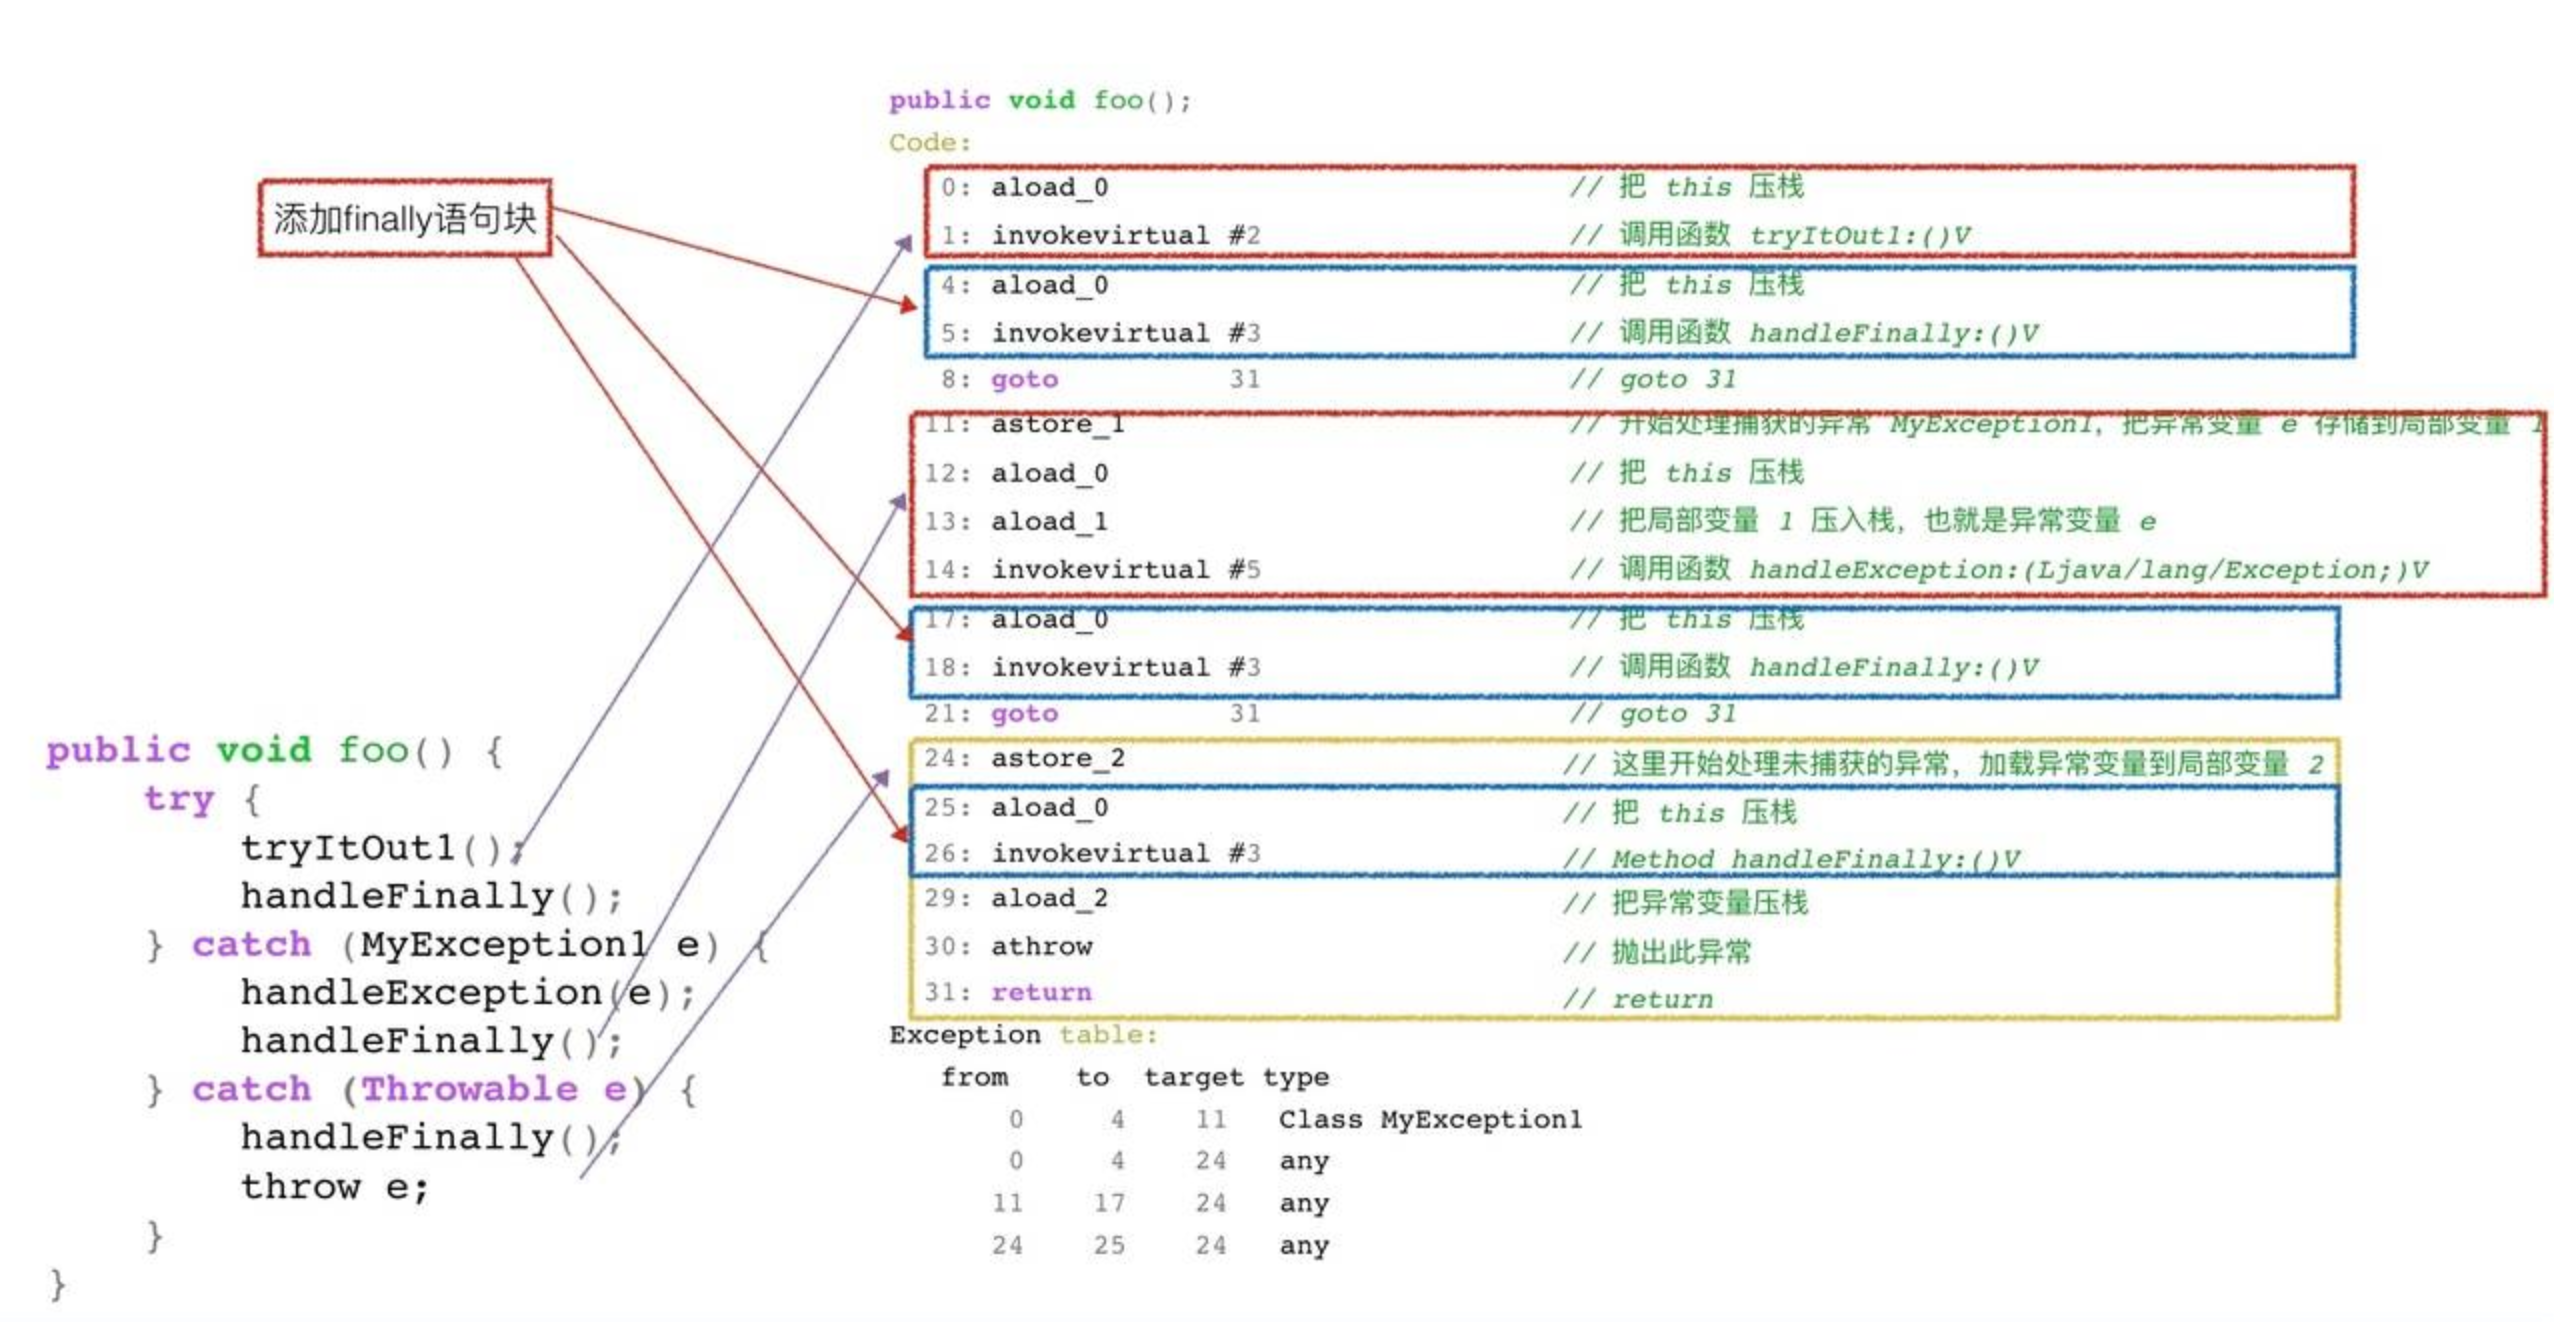 添加finally语句块
public void foo() {
try {
tryItOut1();
handleFinally();
} catch (MyException1 e) {
handleException(e);
handleFinally();
} catch (Throwable e) {
handleFinally();
throw e;
}
}
public void foo();
Code:
0: aload_0 // 把 this 压栈
1: invokevirtual #2 // 调用函数 tryItOut1:()V
4: aload_0 // 把 this 压栈
5: invokevirtual #3 // 调用函数 handleFinally:()V
8: goto 31 // goto 31
11: astore_1 // 开始处理捕获的异常 MyException1, 把异常变量 e 存储到局部变量 1
12: aload_0 // 把 this 压栈
13: aload_1 // 把局部变量 1 压入栈, 也就是异常变量 e
14: invokevirtual #5 // 调用函数 handleException:(Ljava/lang/Exception;)V
17: aload_0 // 把 this 压栈
18: invokevirtual #3 // 调用函数 handleFinally:()V
21: goto 31 // goto 31
24: astore_2 // 这里开始处理未捕获的异常, 加载异常变量到局部变量 2
25: aload_0 // 把 this 压栈
26: invokevirtual #3 // Method handleFinally:()V
29: aload_2 // 把异常变量压栈
30: athrow // 抛出此异常
31: return // return
Exception table:
from to target type
0 4 11 Class MyException1
0 4 24 any
11 17 24 any
24 25 24 any